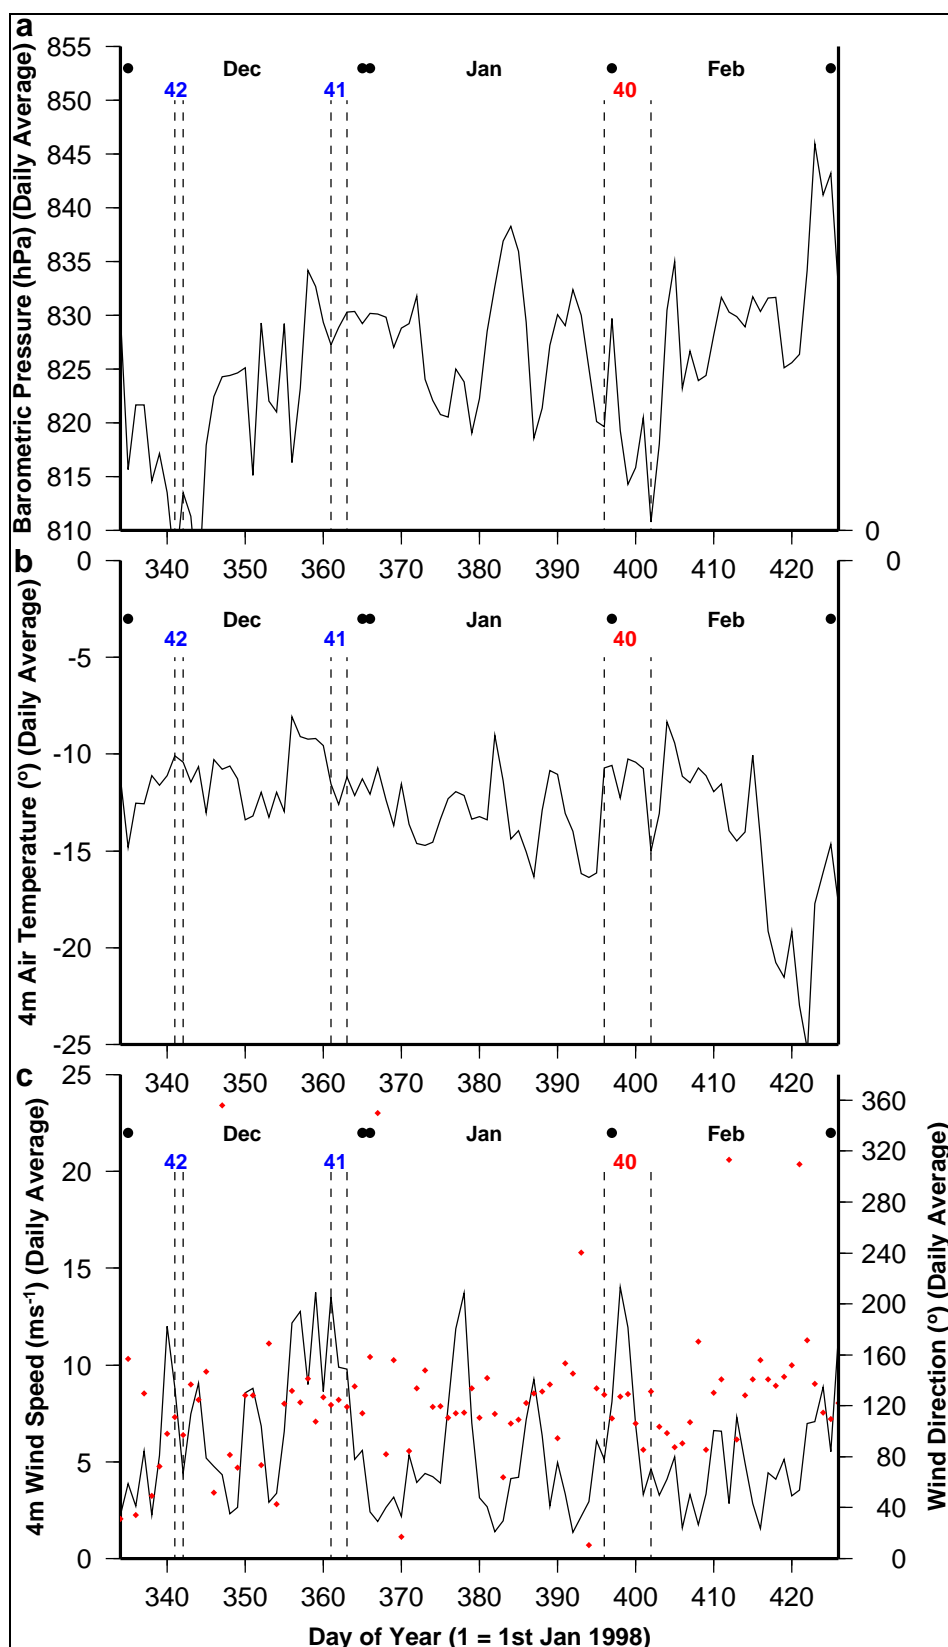 a
Barometric Pressure (hPa) (Daily Average)
855
850
845
840
835
830
825
820
815
810
0
Dec Jan Feb
42 41 40
340 350 360 370 380 390 400 410 420
b
4m Air Temperature (º) (Daily Average)
0
-5
-10
-15
-20
-25
0
Dec Jan Feb
42 41 40
340 350 360 370 380 390 400 410 420
c
4m Wind Speed (ms-1) (Daily Average)
25
20
15
10
5
0
Dec Jan Feb
42 41 40
360
320
280
240
200
160
120
80
40
0
Wind Direction (º) (Daily Average)
340 350 360 370 380 390 400 410 420
Day of Year (1 = 1st Jan 1998)